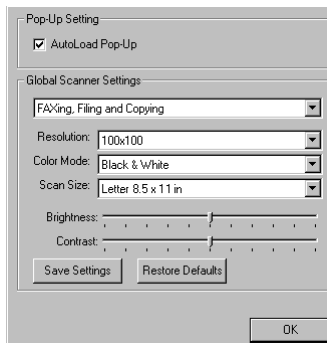 Pop-Up Setting
AutoLoad Pop-Up
Global Scanner Settings
FAXing, Filing and Copying
Resolution: 100x100
Color Mode: Black & White
Scan Size: Letter 8.5 x 11 in
Brightness:
Contrast:
Save Settings Restore Defaults
OK